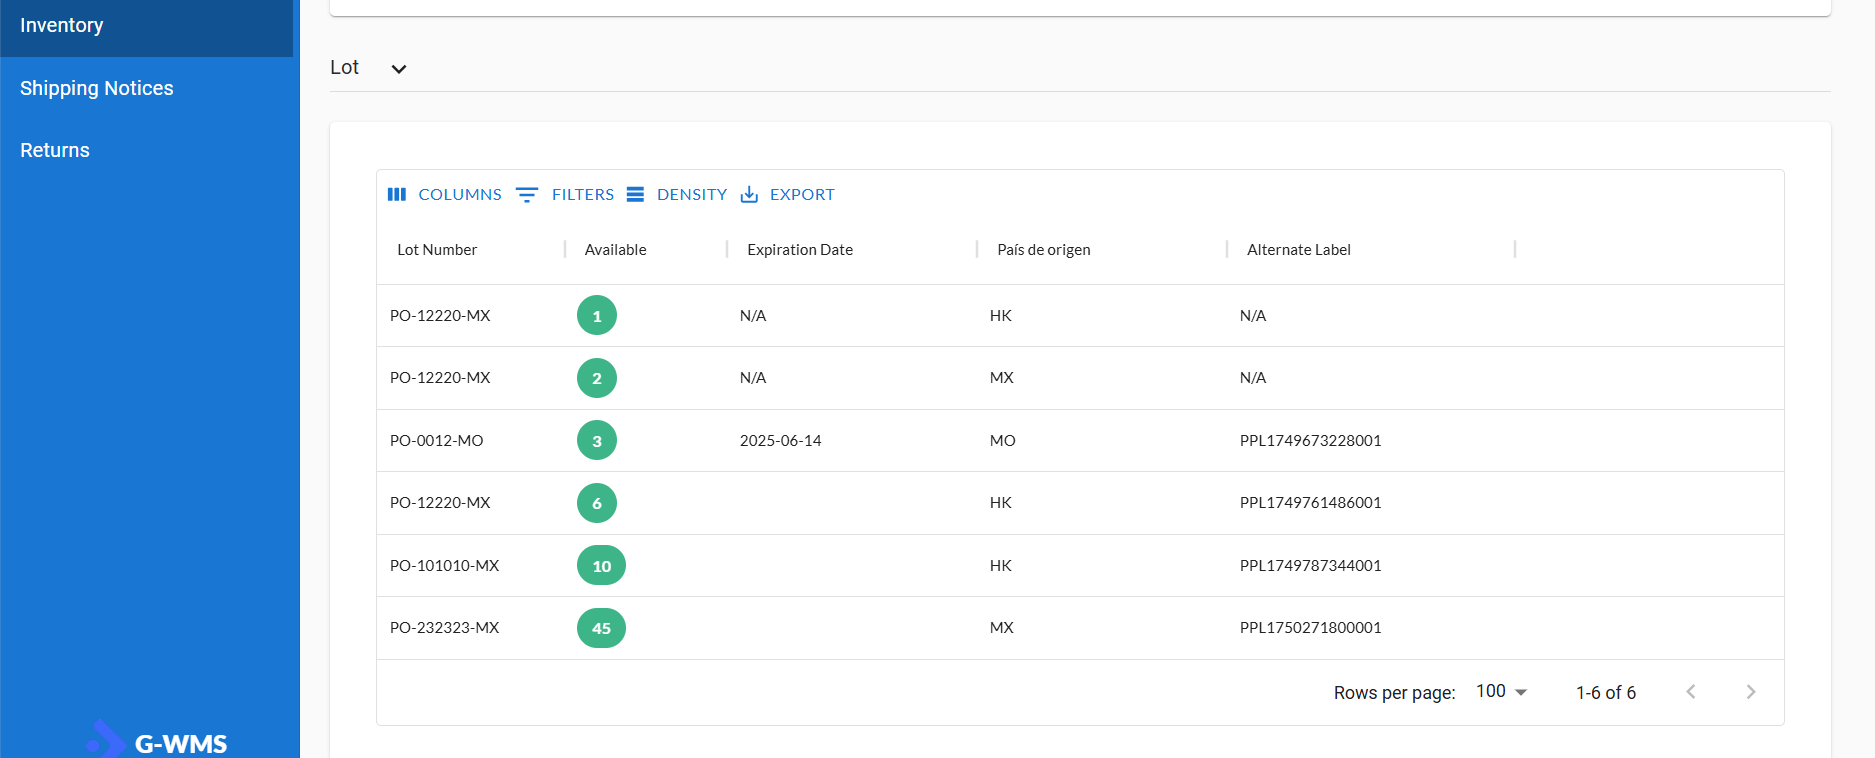 Inventory
Shipping Notices
Returns
Lot
COLUMNS FILTERS DENSITY EXPORT
Lot Number Available Expiration Date País de origen Alternate Label
PO-12220-MX 1 N/A HK N/A
PO-12220-MX 2 N/A MX N/A
PO-0012-MO 3 2025-06-14 MO PPL1749673228001
PO-12220-MX 6 HK PPL1749761486001
PO-101010-MX 10 HK PPL1749787344001
PO-232323-MX 45 MX PPL1750271800001
Rows per page: 100 1-6 of 6
G-WMS